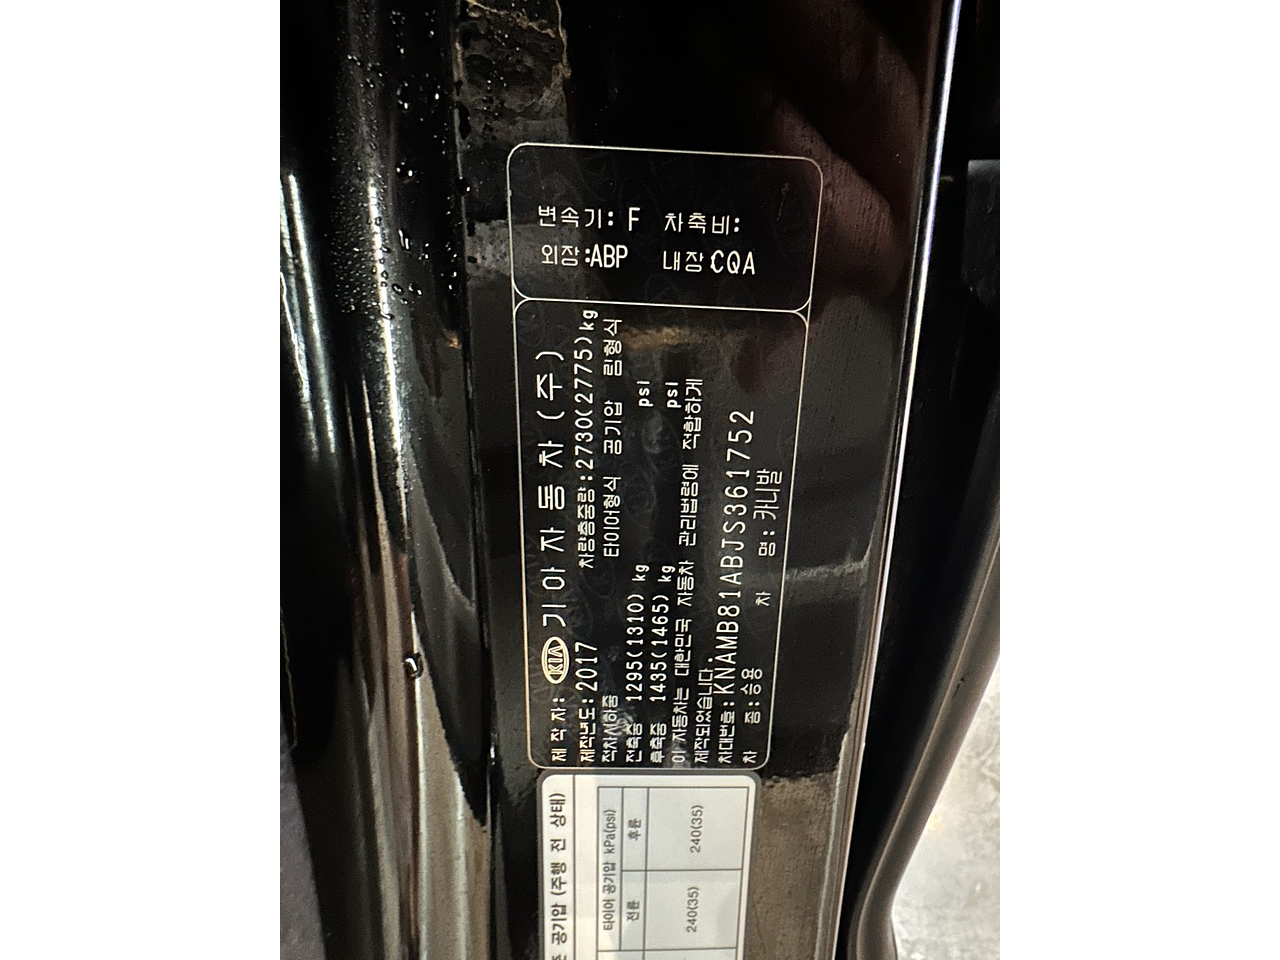 변속기: F 차축비:
외장:ABP 내장:CQA
제 작 자: KIA 기아자동차(주)
제작년도:2017 차량총중량:2730(2775)kg
적차시하중 타이어형식 공기압 림형식
전축중 1295(1310) kg psi
후축중 1435(1465) kg psi
이 자동차는 대한민국 자동차 관리법령에 적합하게
제작되었습니다.
차대번호:KNAMB81ABJS361752
차 종:승용 차 명:카니발
공기압 (주행 전 상태)
타이어 공기압 kPa(psi)
전륜 후륜
240(35) 240(35)